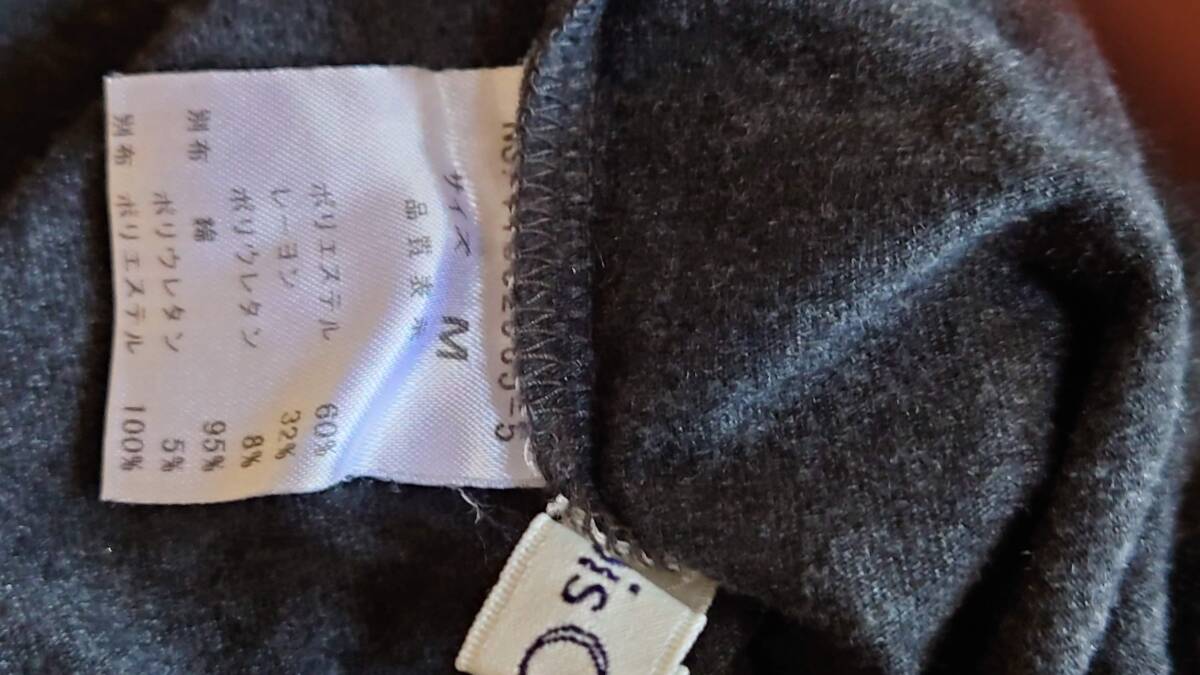 サイズ M
品質表示
ポリエステル 60%
レーヨン 32%
ポリウレタン 8%
別布 綿 95%
ポリウレタン 5%
別布 ポリエステル 100%
is